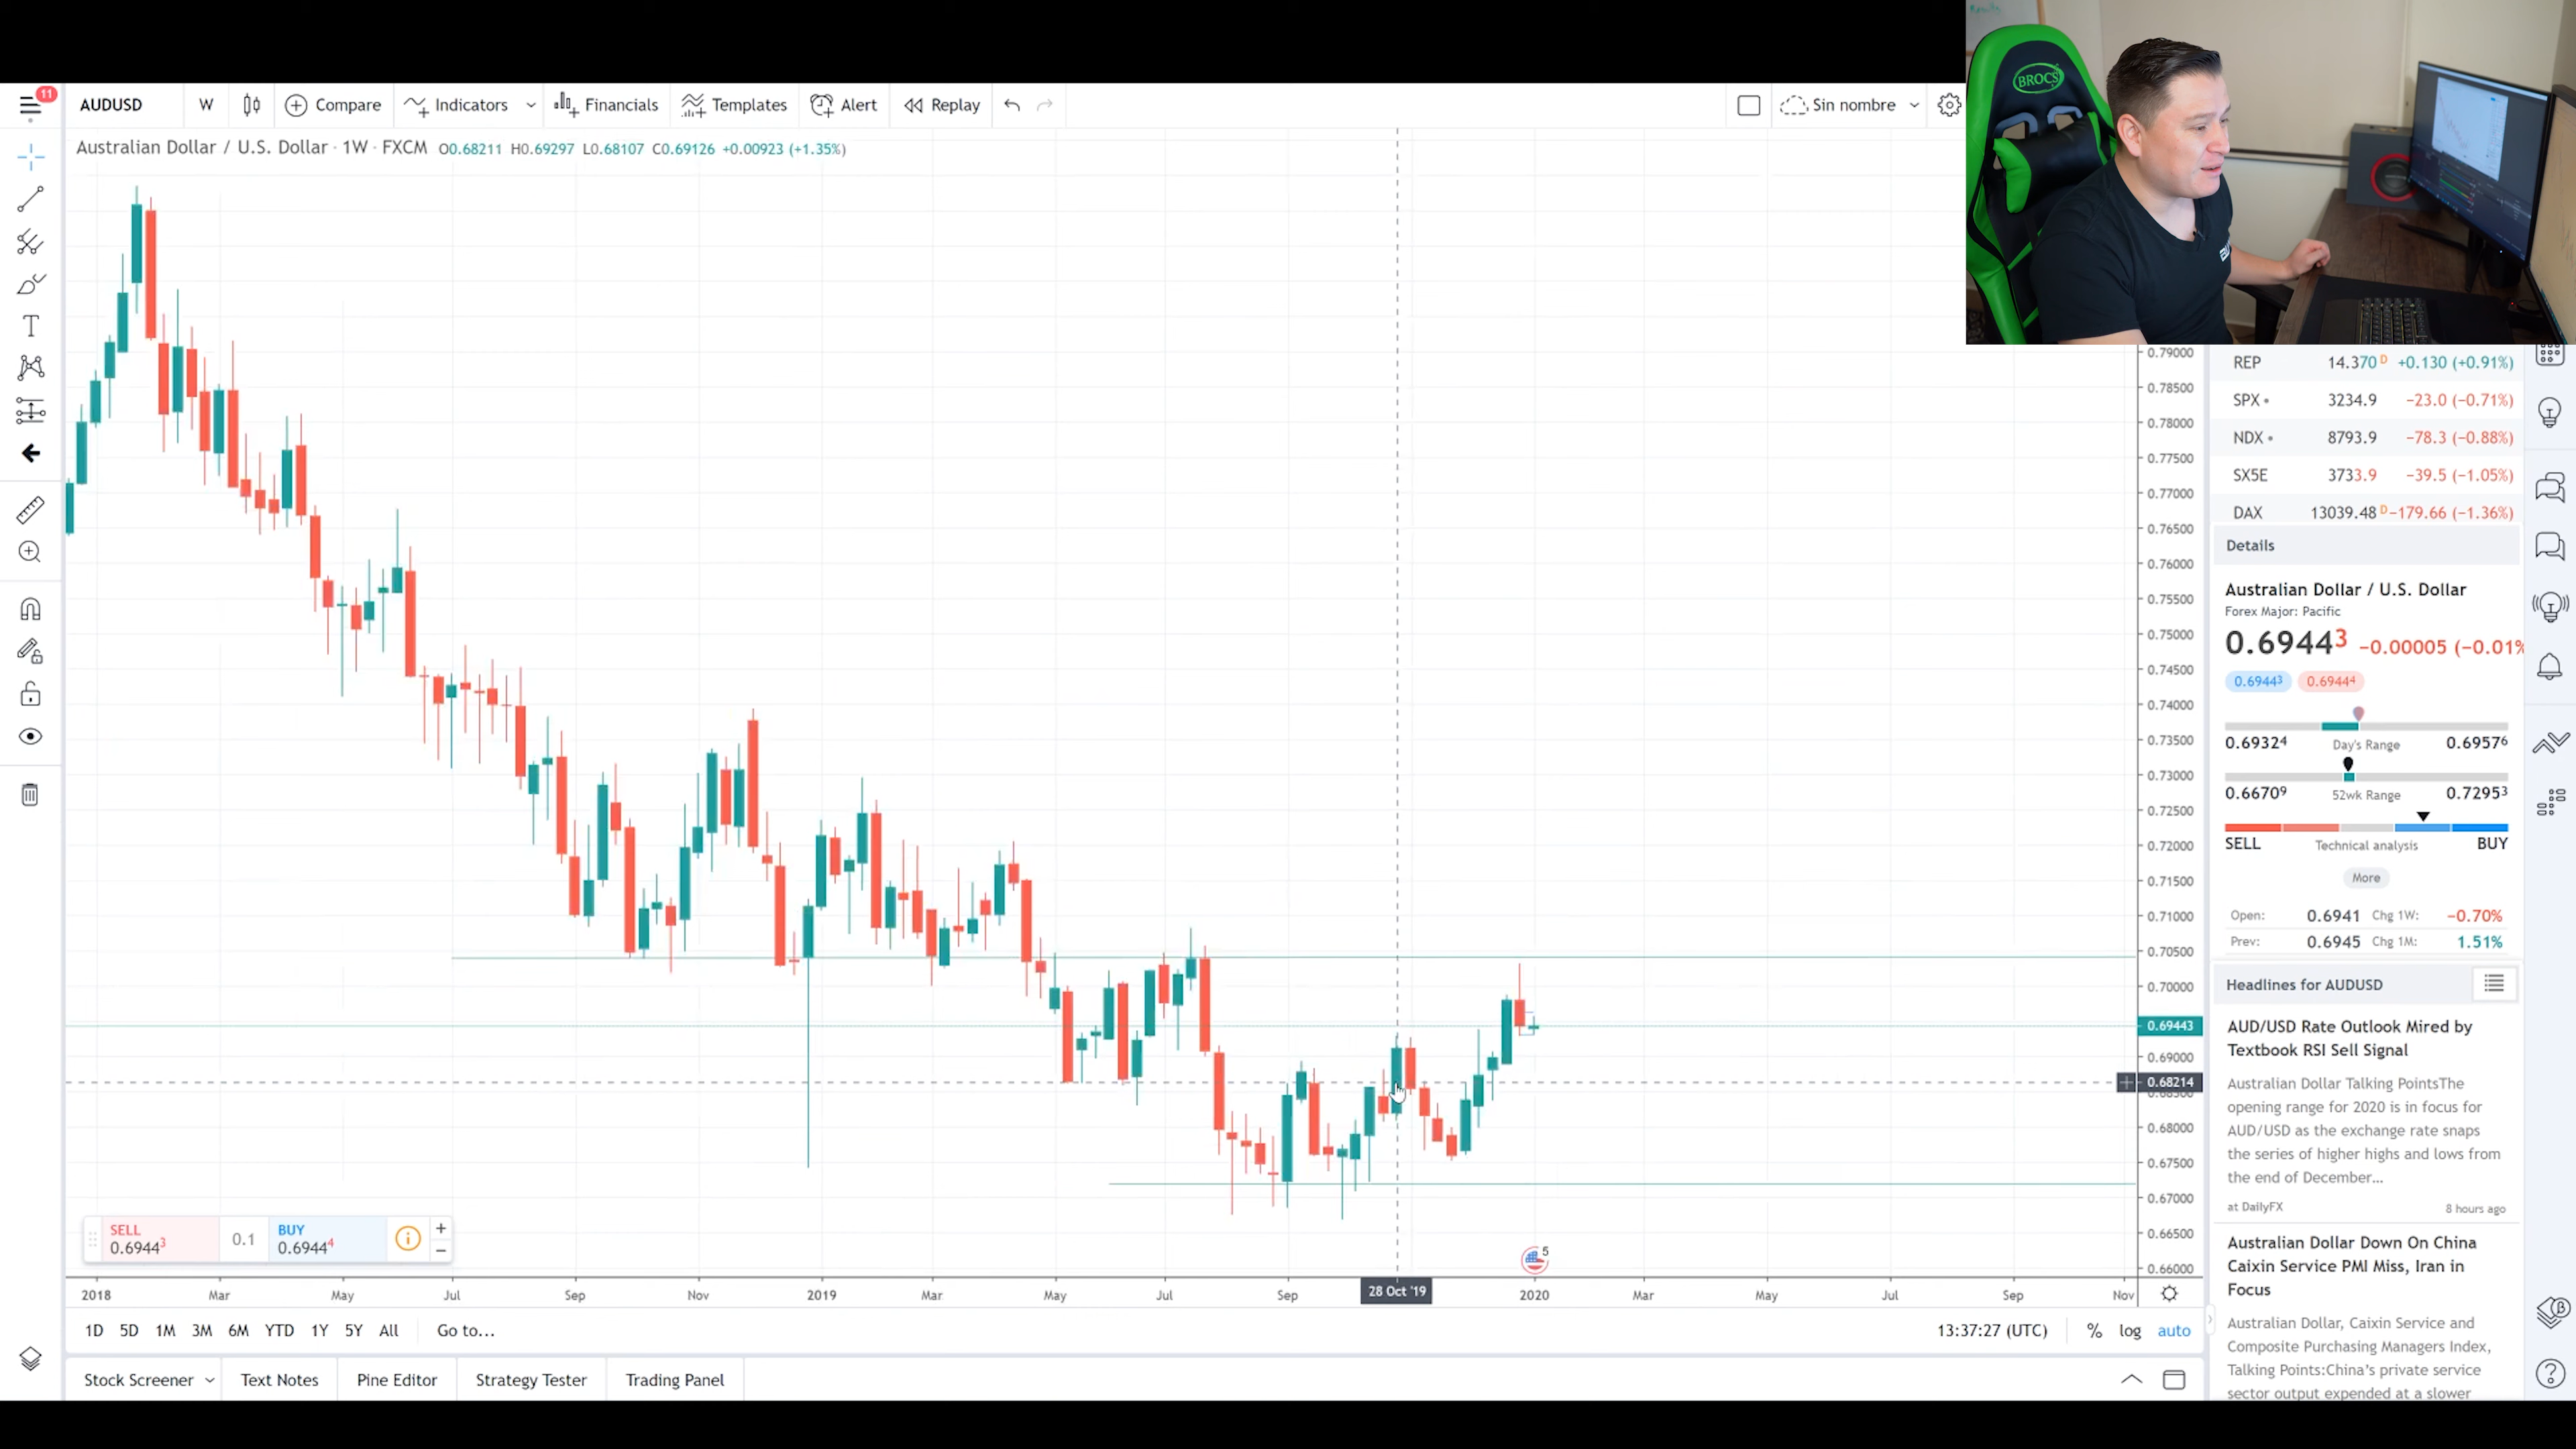 BROCS
11
AUDUSD W Compare Indicators Financials Templates Alert Replay Sin nombre
Australian Dollar / U.S. Dollar · 1W · FXCM O0.68211 H0.69297 L0.68107 C0.69126 +0.00923 (+1.35%)
0.79000
0.78500
0.78000
0.77500
0.77000
0.76500
0.76000
0.75500
0.75000
0.74500
0.74000
0.73500
0.73000
0.72500
0.72000
0.71500
0.71000
0.70500
0.70000
0.69443
0.69000
0.68214
0.68500
0.68000
0.67500
0.67000
0.66500
0.66000
SELL
0.69443
0.1
BUY
0.69444
5
2018 Mar May Jul Sep Nov 2019 Mar May Jul Sep 28 Oct '19 2020 Mar May Jul Sep Nov
1D 5D 1M 3M 6M YTD 1Y 5Y All Go to... 13:37:27 (UTC) % log auto
Stock Screener Text Notes Pine Editor Strategy Tester Trading Panel
REP 14.370 D +0.130 (+0.91%)
SPX 3234.9 −23.0 (−0.71%)
NDX 8793.9 −78.3 (−0.88%)
SX5E 3733.9 −39.5 (−1.05%)
DAX 13039.48 D −179.66 (−1.36%)
Details
Australian Dollar / U.S. Dollar
Forex Major: Pacific
0.69443 −0.00005 (−0.01%
0.69443 0.69444
0.69324 Day's Range 0.69576
0.66709 52wk Range 0.72953
SELL Technical analysis BUY
More
Open: 0.6941 Chg 1W: −0.70%
Prev: 0.6945 Chg 1M: 1.51%
Headlines for AUDUSD
AUD/USD Rate Outlook Mired by
Textbook RSI Sell Signal
Australian Dollar Talking PointsThe
opening range for 2020 is in focus for
AUD/USD as the exchange rate snaps
the series of higher highs and lows from
the end of December...
at DailyFX 8 hours ago
Australian Dollar Down On China
Caixin Service PMI Miss, Iran in
Focus
Australian Dollar, Caixin Service and
Composite Purchasing Managers Index,
Talking Points:China's private service
sector output expended at a slower